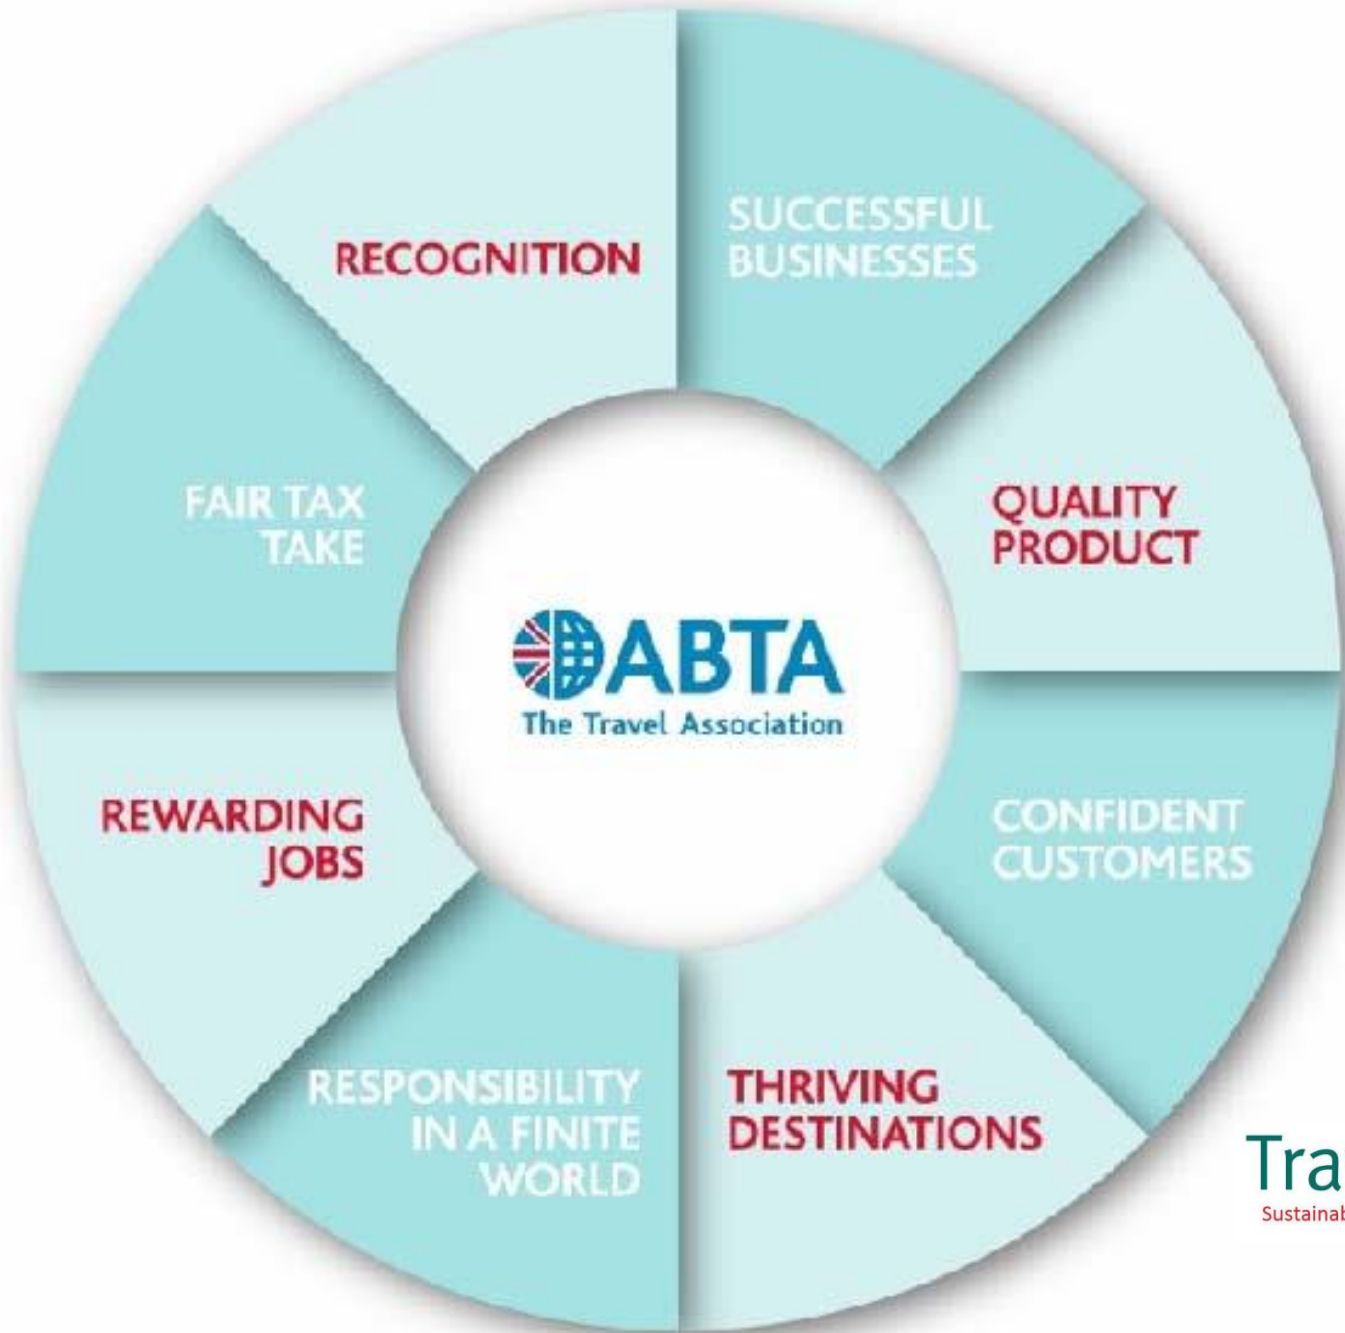 RECOGNITION
SUCCESSFUL
BUSINESSES
QUALITY
PRODUCT
CONFIDENT
CUSTOMERS
THRIVING
DESTINATIONS
RESPONSIBILITY
IN A FINITE
WORLD
REWARDING
JOBS
FAIR TAX
TAKE
ABTA
The Travel Association